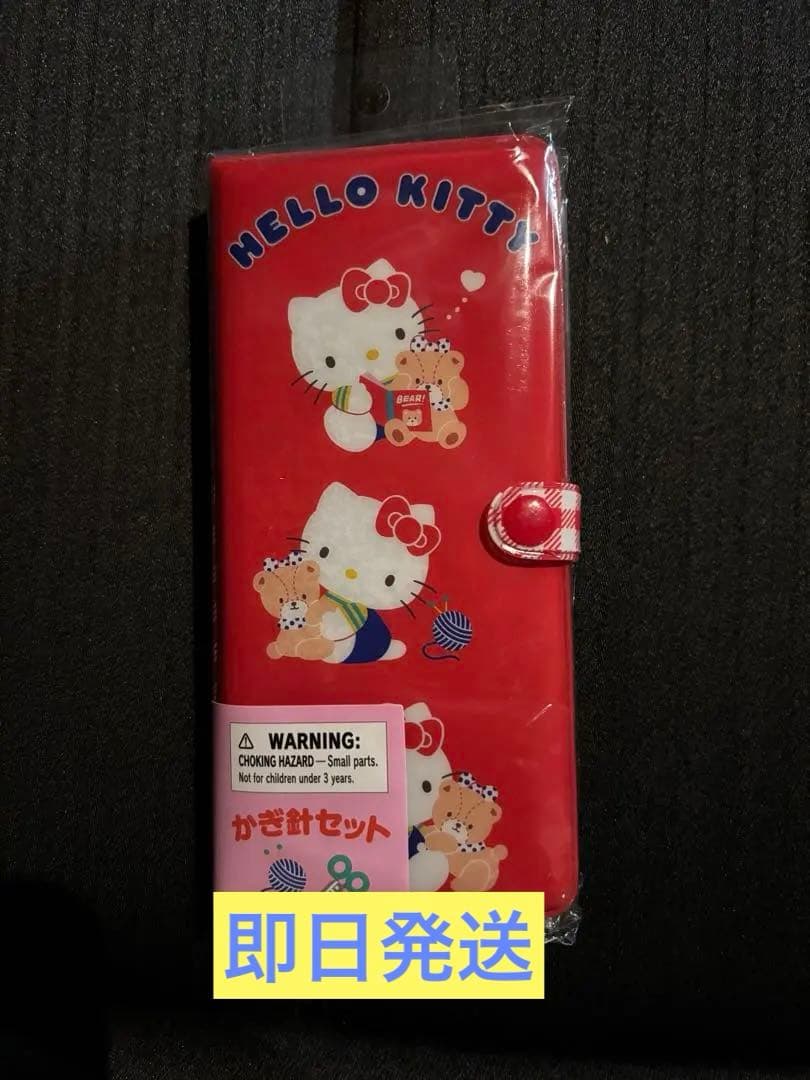 HELLO KITTY
BEAR!
⚠ WARNING:
CHOKING HAZARD — Small parts.
Not for children under 3 years.
かぎ針セット
即日発送